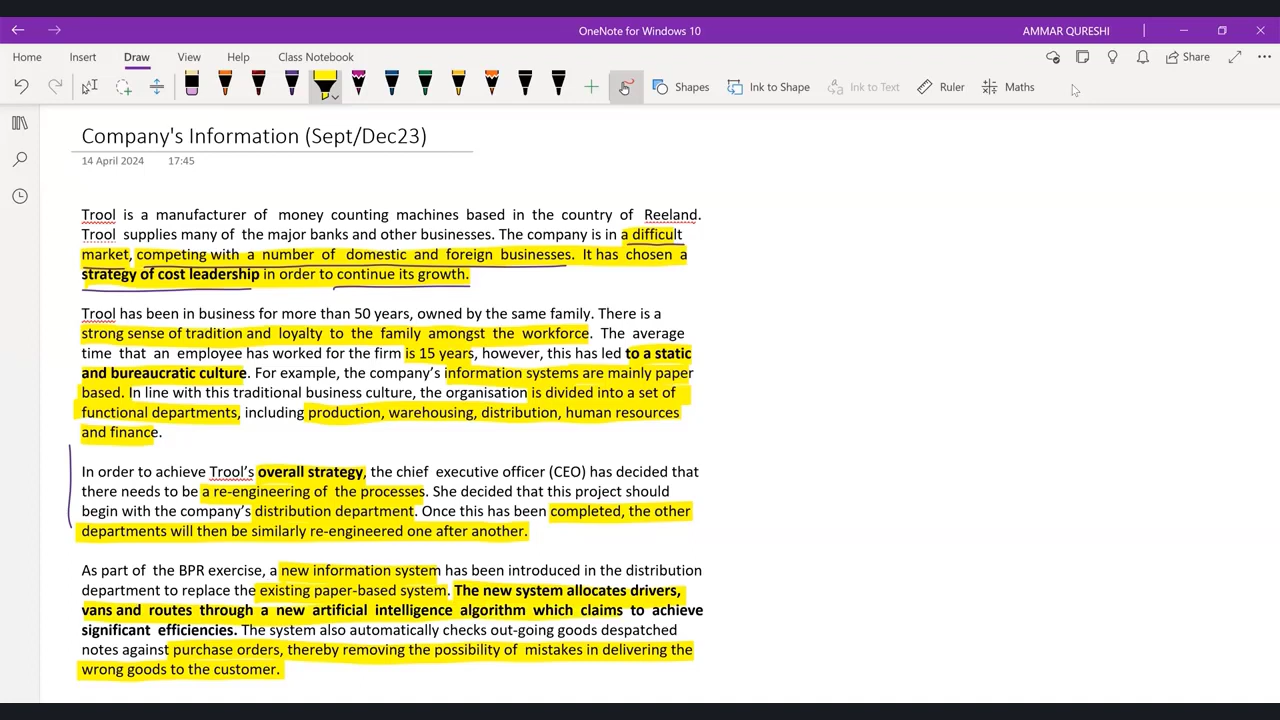 OneNote for Windows 10
AMMAR QURESHI
Home Insert Draw View Help Class Notebook
Share
Shapes Ink to Shape Ink to Text Ruler Maths
Company's Information (Sept/Dec23)
14 April 2024 17:45
Trool is a manufacturer of money counting machines based in the country of Reeland.
Trool supplies many of the major banks and other businesses. The company is in a difficult
market, competing with a number of domestic and foreign businesses. It has chosen a
strategy of cost leadership in order to continue its growth.
Trool has been in business for more than 50 years, owned by the same family. There is a
strong sense of tradition and loyalty to the family amongst the workforce. The average
time that an employee has worked for the firm is 15 years, however, this has led to a static
and bureaucratic culture. For example, the company's information systems are mainly paper
based. In line with this traditional business culture, the organisation is divided into a set of
functional departments, including production, warehousing, distribution, human resources
and finance.
In order to achieve Trool's overall strategy, the chief executive officer (CEO) has decided that
there needs to be a re-engineering of the processes. She decided that this project should
begin with the company's distribution department. Once this has been completed, the other
departments will then be similarly re-engineered one after another.
As part of the BPR exercise, a new information system has been introduced in the distribution
department to replace the existing paper-based system. The new system allocates drivers,
vans and routes through a new artificial intelligence algorithm which claims to achieve
significant efficiencies. The system also automatically checks out-going goods despatched
notes against purchase orders, thereby removing the possibility of mistakes in delivering the
wrong goods to the customer.